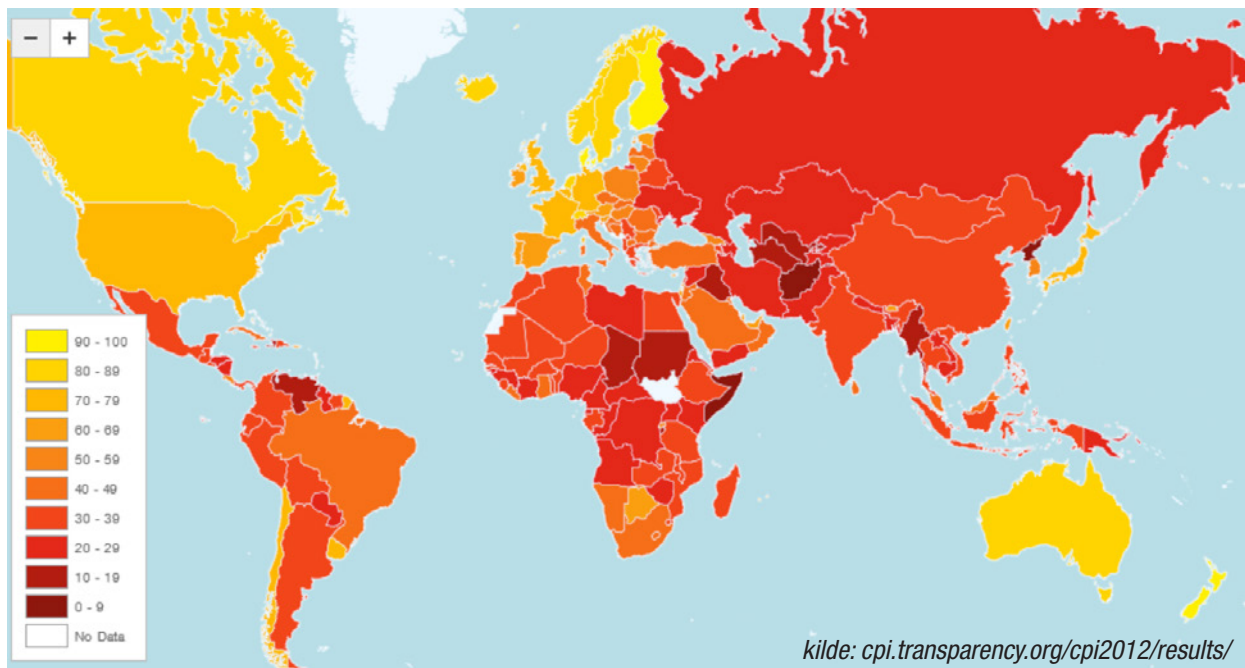 − +
90 - 100
80 - 89
70 - 79
60 - 69
50 - 59
40 - 49
30 - 39
20 - 29
10 - 19
0 - 9
No Data
kilde: cpi.transparency.org/cpi2012/results/